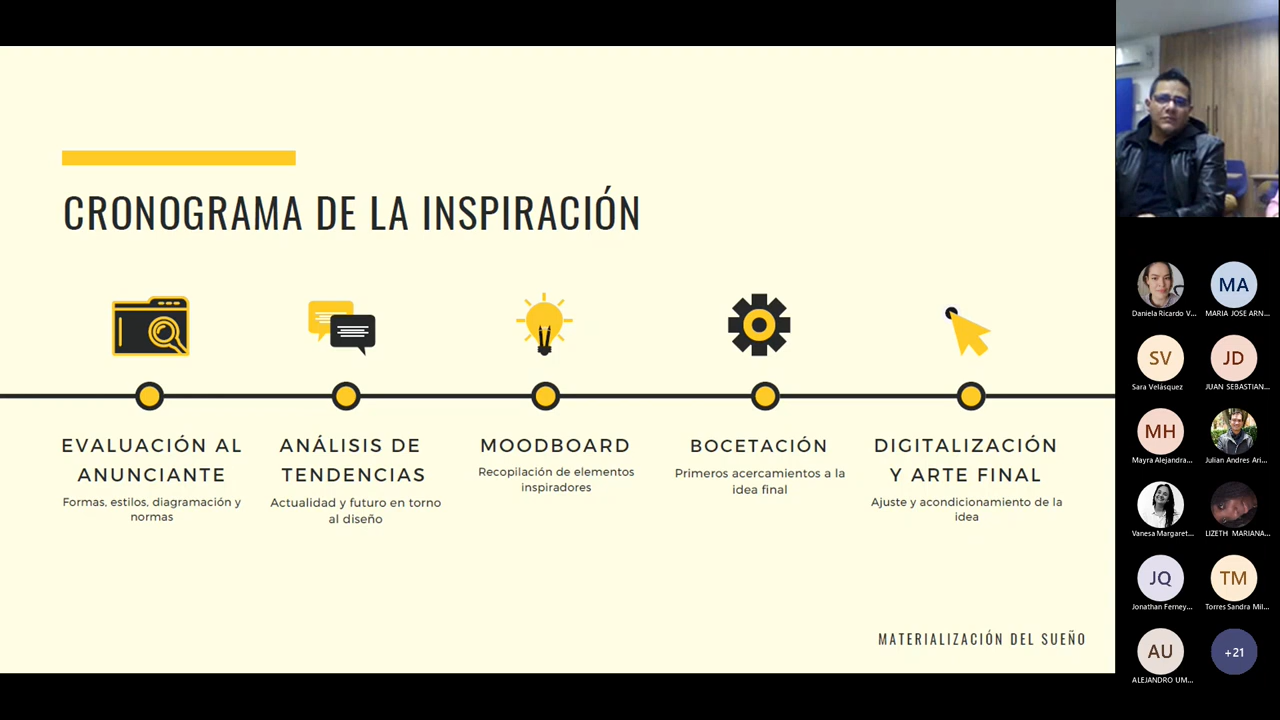 CRONOGRAMA DE LA INSPIRACIÓN
EVALUACIÓN AL
ANUNCIANTE
Formas, estilos, diagramación y
normas
ANÁLISIS DE
TENDENCIAS
Actualidad y futuro en torno
al diseño
MOODBOARD
Recopilación de elementos
inspiradores
BOCETACIÓN
Primeros acercamientos a la
idea final
DIGITALIZACIÓN
Y ARTE FINAL
Ajuste y acondicionamiento de la
idea
MATERIALIZACIÓN DEL SUEÑO
Daniela Ricardo V...
MA
MARIA JOSE ARN...
SV
Sara Velásquez
JD
JUAN SEBASTIAN...
MH
Mayra Alejandra...
Julian Andres Ari...
Vanesa Margaret...
LIZETH MARIANA...
JQ
Jonathan Ferney...
TM
Torres Sandra Mil...
AU
ALEJANDRO UM...
+21